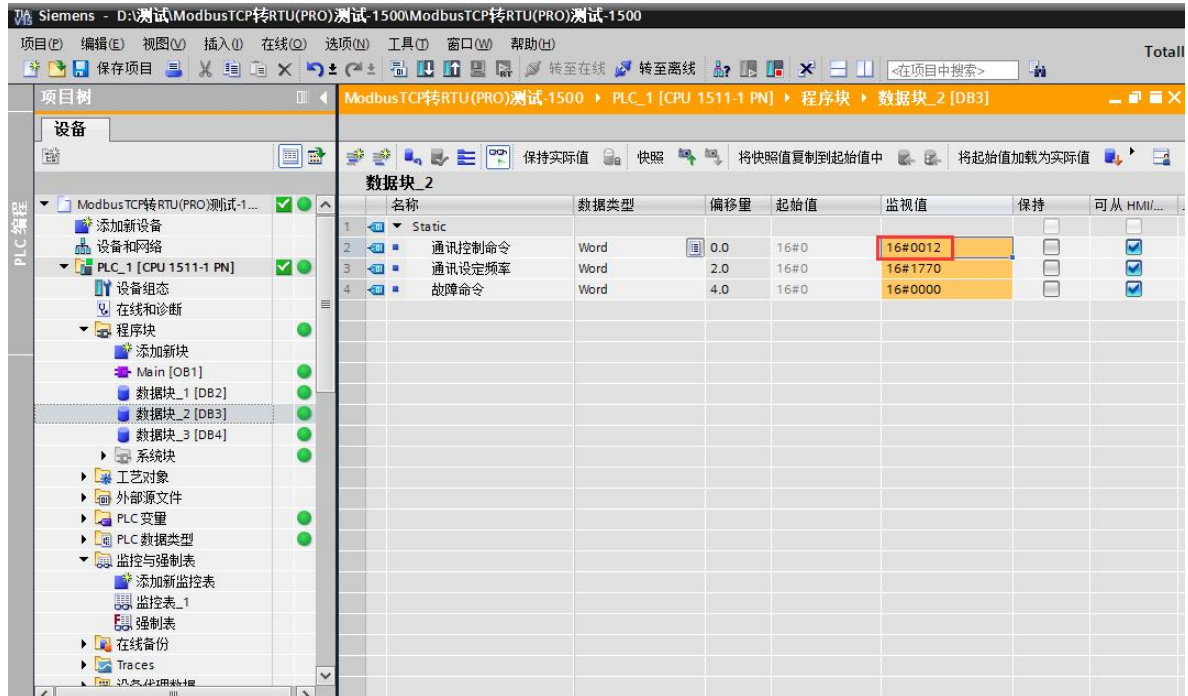 Siemens - D:\测试\ModbusTCP转RTU(PRO)测试-1500\ModbusTCP转RTU(PRO)测试-1500
项目(P) 编辑(E) 视图(V) 插入(I) 在线(O) 选项(N) 工具(T) 窗口(W) 帮助(H)
Totall
保存项目 转至在线 转至离线 <在项目中搜索>
项目树
ModbusTCP转RTU(PRO)测试-1500 PLC_1 [CPU 1511-1 PN] 程序块 数据块_2 [DB3]
设备
保持实际值 快照 将快照值复制到起始值中 将起始值加载为实际值
数据块_2
名称 数据类型 偏移量 起始值 监视值 保持 可从 HMI/...
1 Static
2 通讯控制命令 Word 0.0 16#0 16#0012
3 通讯设定频率 Word 2.0 16#0 16#1770
4 故障命令 Word 4.0 16#0 16#0000
PLC 编程
ModbusTCP转RTU(PRO)测试-1...
添加新设备
设备和网络
PLC_1 [CPU 1511-1 PN]
设备组态
在线和诊断
程序块
添加新块
Main [OB1]
数据块_1 [DB2]
数据块_2 [DB3]
数据块_3 [DB4]
系统块
工艺对象
外部源文件
PLC 变量
PLC 数据类型
监控与强制表
添加新监控表
监控表_1
强制表
在线备份
Traces
设备代理数据